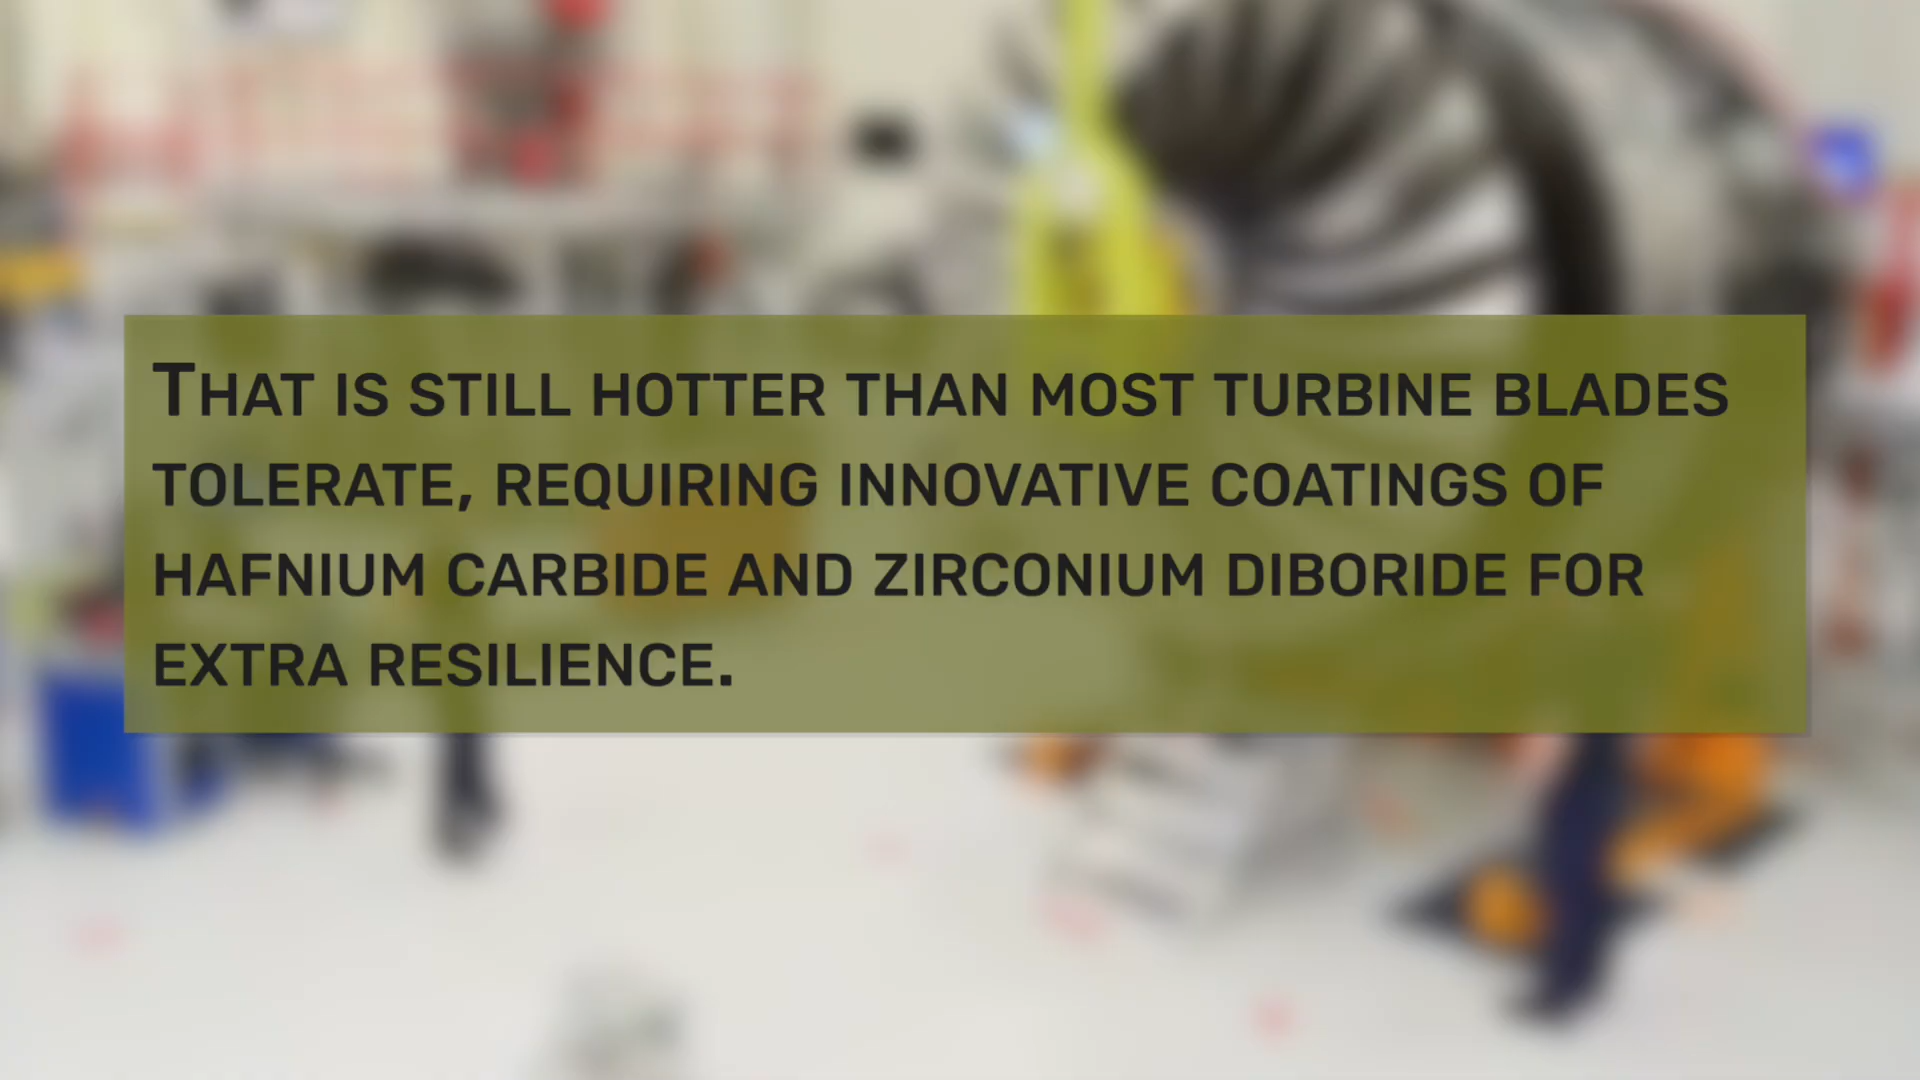 That is still hotter than most turbine blades
tolerate, requiring innovative coatings of
hafnium carbide and zirconium diboride for
extra resilience.